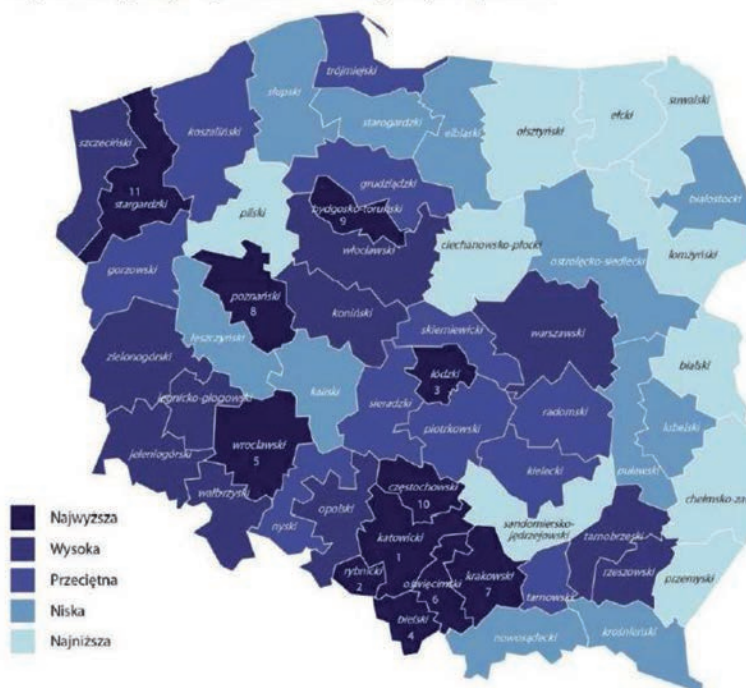 trójmiejski
słupski
suwalski
ełcki
koszaliński
starogardzki
olsztyński
elbląski
szczeciński
białostocki
grudziądzki
11
stargardzki
pilski
bydgosko-toruński
9
łomżyński
ciechanowsko-płocki
włocławski
ostrołęcko-siedlecki
gorzowski
poznański
8
koniński
skierniewicki
warszawski
leszczyński
bialski
zielonogórski
łódzki
3
kaliski
sieradzki
radomski
legnicko-głogowski
lubelski
piotrkowski
wrocławski
5
jeleniogórski
kielecki
puławski
częstochowski
10
wałbrzyski
opolski
chełmsko-za
nyski
sandomiersko-
jędrzejowski
tarnobrzeski
katowicki
1
rzeszowski
rybnicki
2
oświęcimski
6
krakowski
7
tarnowski
przemyski
bielski
4
nowosądecki
krośnieński
Najwyższa
Wysoka
Przeciętna
Niska
Najniższa